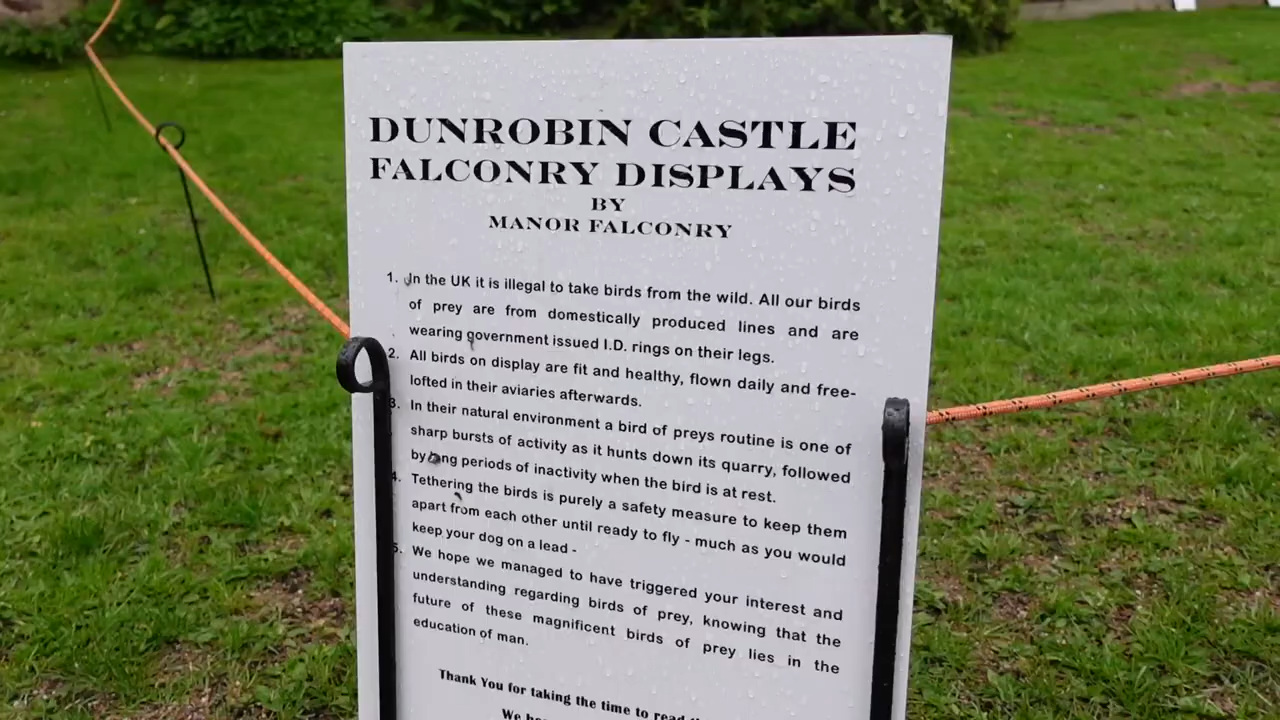 DUNROBIN CASTLE
FALCONRY DISPLAYS
BY
MANOR FALCONRY
1. In the UK it is illegal to take birds from the wild. All our birds
of prey are from domestically produced lines and are
wearing government issued I.D. rings on their legs.
2. All birds on display are fit and healthy, flown daily and free-
lofted in their aviaries afterwards.
3. In their natural environment a bird of preys routine is one of
sharp bursts of activity as it hunts down its quarry, followed
by long periods of inactivity when the bird is at rest.
4. Tethering the birds is purely a safety measure to keep them
apart from each other until ready to fly - much as you would
keep your dog on a lead -
5. We hope we managed to have triggered your interest and
understanding regarding birds of prey, knowing that the
future of these magnificent birds of prey lies in the
education of man.
Thank You for taking the time to read
We